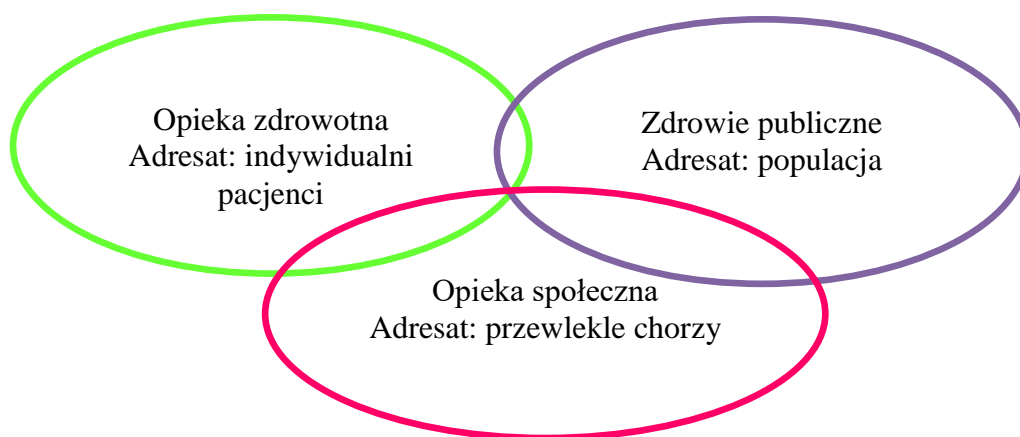 Opieka zdrowotna
Adresat: indywidualni
pacjenci
Zdrowie publiczne
Adresat: populacja
Opieka społeczna
Adresat: przewlekle chorzy